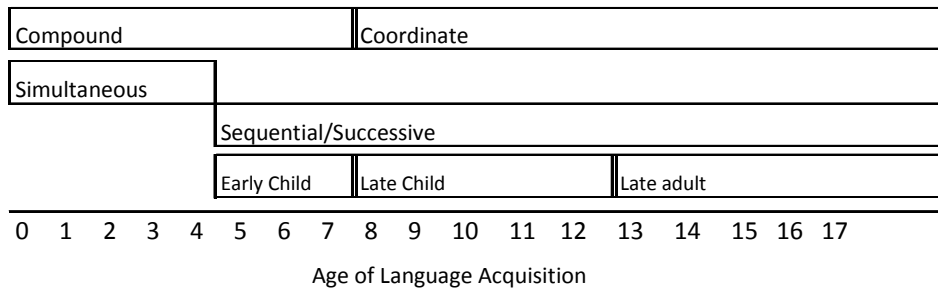 Compound Coordinate
Simultaneous
Sequential/Successive
Early Child Late Child Late adult
0 1 2 3 4 5 6 7 8 9 10 11 12 13 14 15 16 17
Age of Language Acquisition